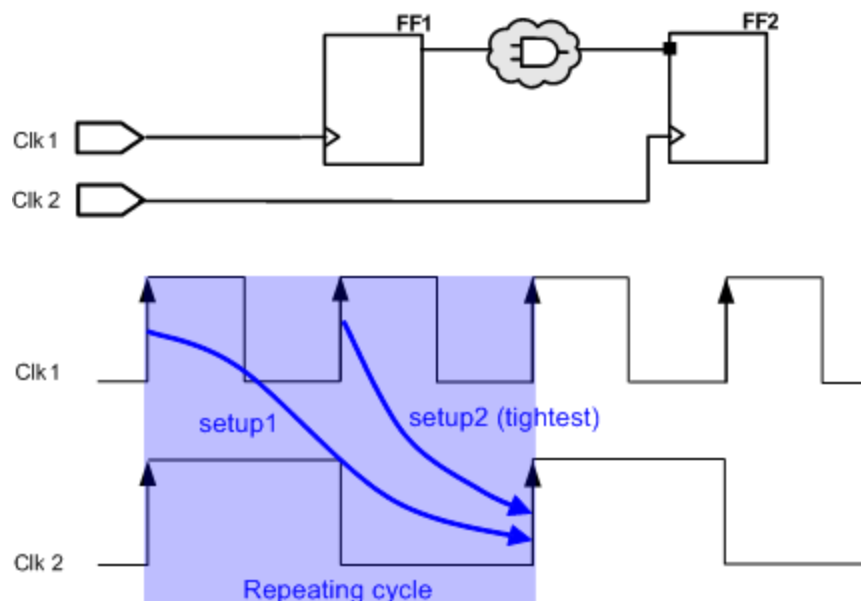 FF1
FF2
Clk 1
Clk 2
Clk 1
setup1
setup2 (tightest)
Clk 2
Repeating cycle